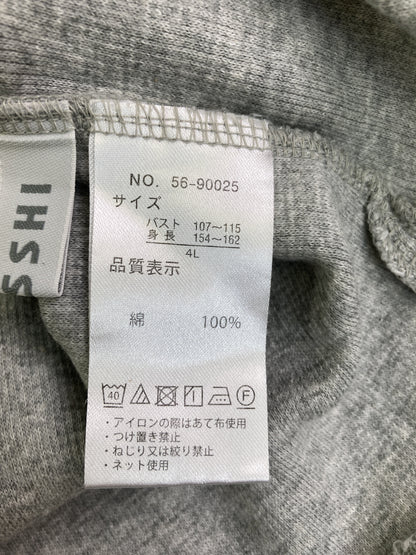 SSHI
NO. 56-90025
サイズ
バスト 107〜115
身長 154〜162
4L
品質表示
綿 100%
40 F
・アイロンの際はあて布使用
・つけ置き禁止
・ねじり又は絞り禁止
・ネット使用